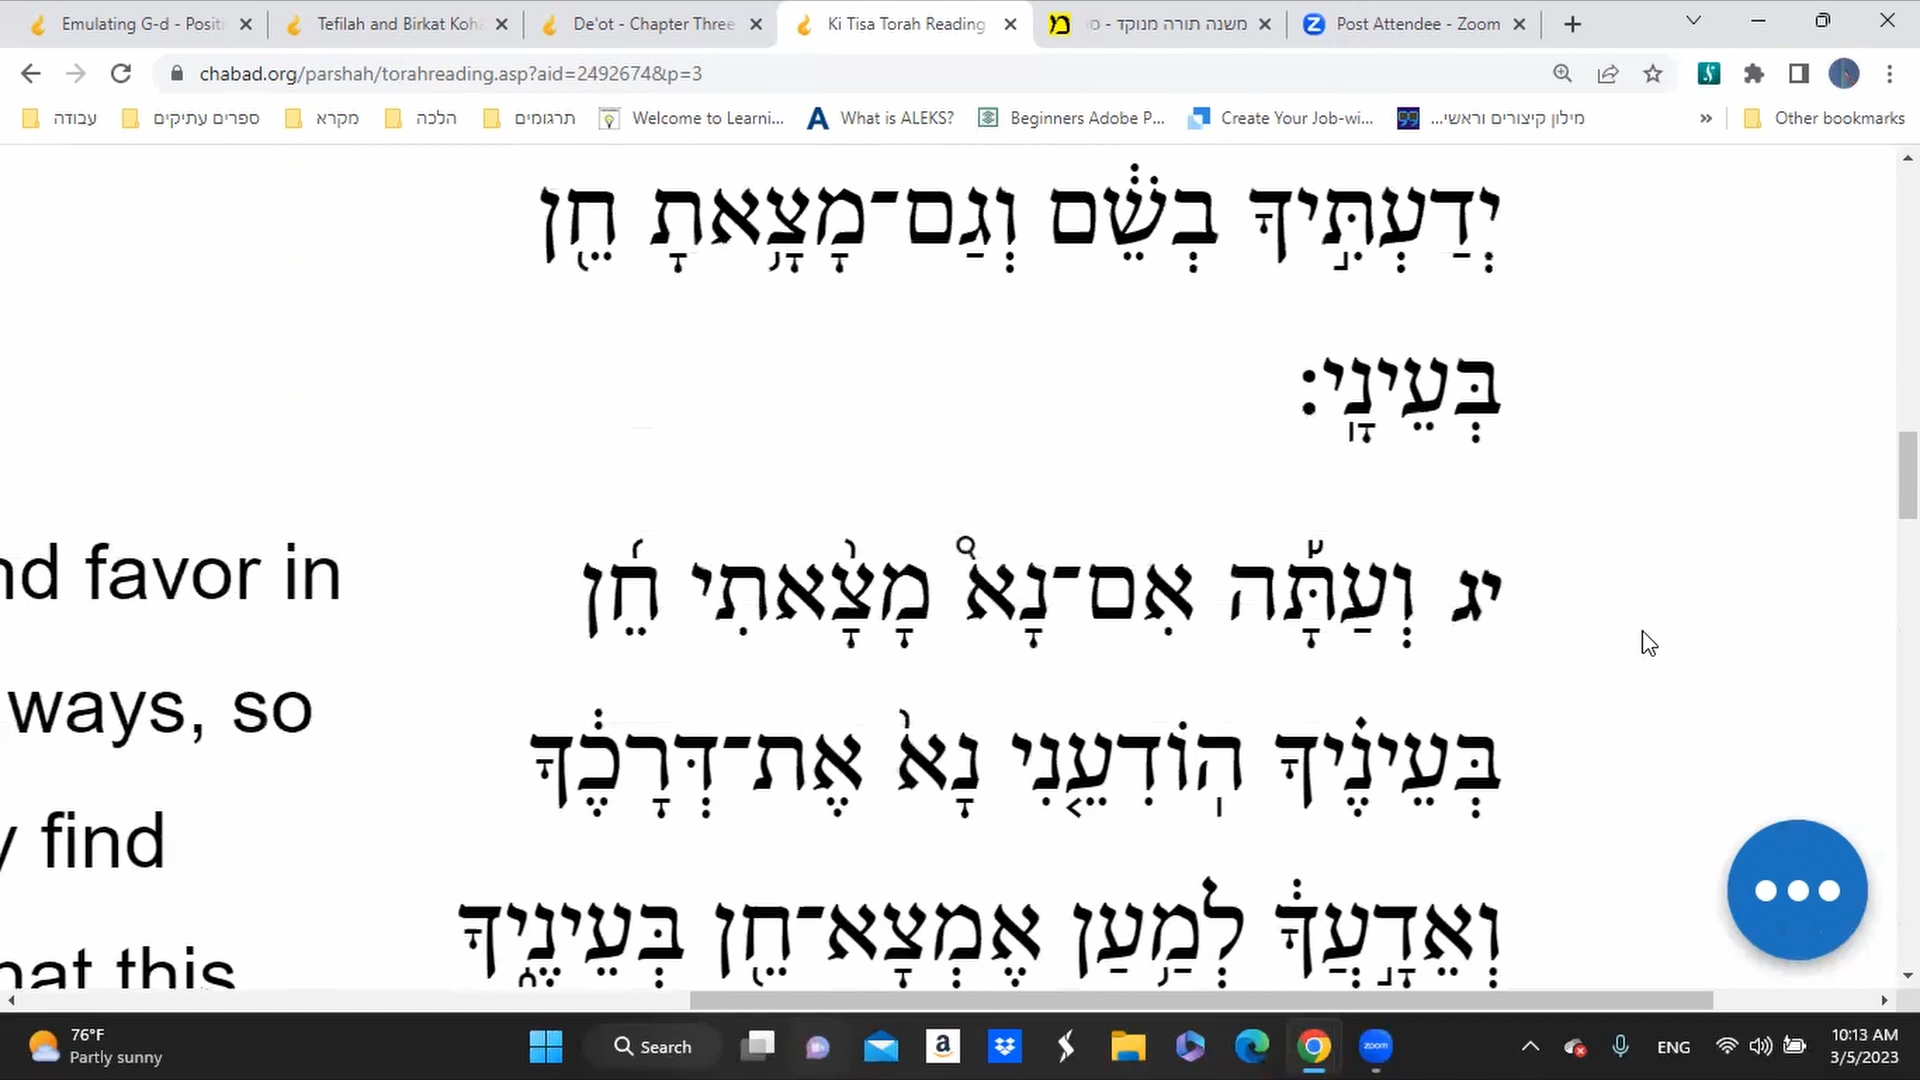 Emulating G-d - Positi
Tefilah and Birkat Koha
De'ot - Chapter Three
Ki Tisa Torah Reading
משנה תורה מנוקד - ס
Post Attendee - Zoom
chabad.org/parshah/torahreading.asp?aid=2492674&p=3
עבודה
ספרים עתיקים
מקרא
הלכה
תרגומים
Welcome to Learni...
What is ALEKS?
Beginners Adobe P...
Create Your Job-wi...
מילון קיצורים וראשי...
»
Other bookmarks
יְדַעְתִּ֣יךָ בְשֵׁ֔ם וְגַם־מָצָ֥אתָ חֵ֖ן
בְּעֵינָֽי׃
nd favor in
יג וְעַתָּ֡ה אִם־נָא֩ מָצָ֨אתִי חֵ֜ן
ways, so
בְּעֵינֶ֗יךָ הֽוֹדִעֵ֤נִי נָא֙ אֶת־דְּרָכֶ֔ךָ
y find
וְאֵדָ֣עֲךָ֔ לְמַ֥עַן אֶמְצָא־חֵ֖ן בְּעֵינֶ֑יךָ
hat this
76°F
Partly sunny
Search
a
zoom
ENG
10:13 AM
3/5/2023